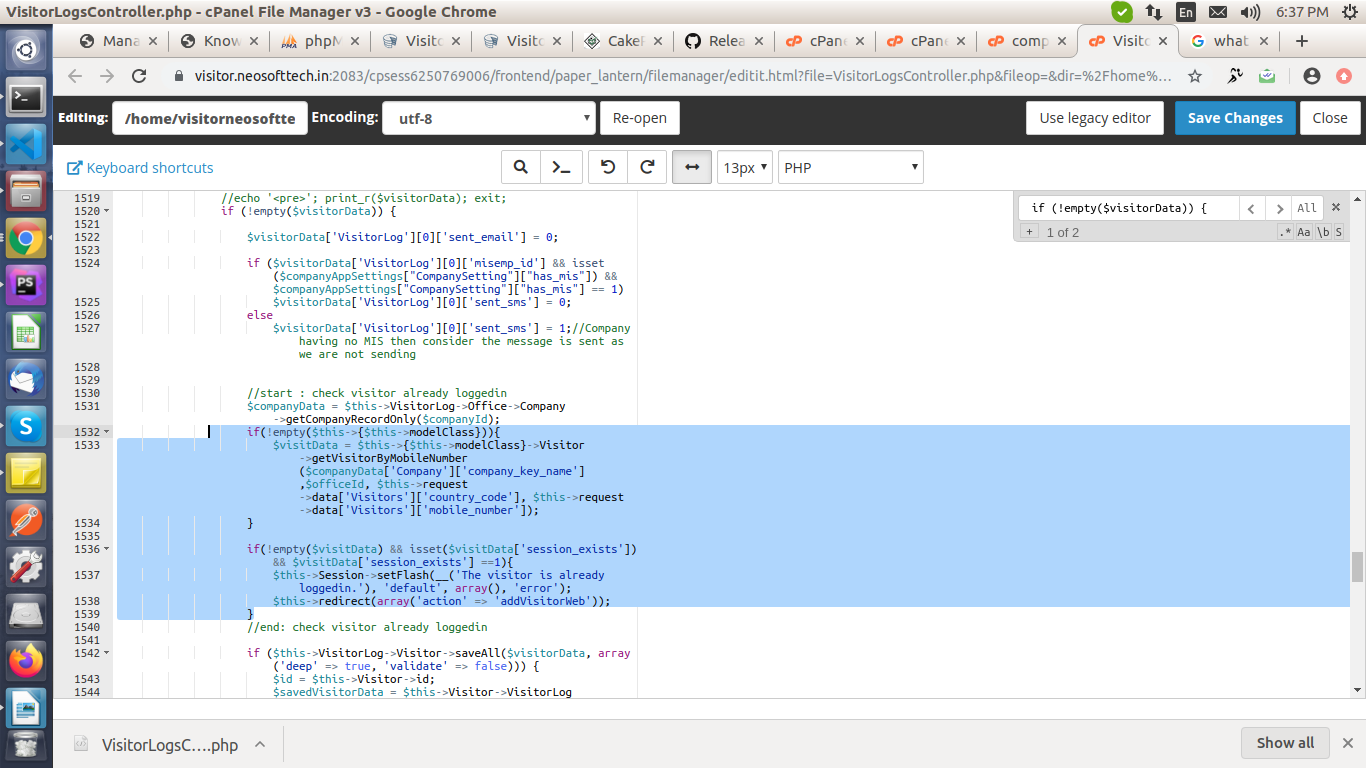 VisitorLogsController.php - cPanel File Manager v3 - Google Chrome
En
6:37 PM
Mana
Know
phpM
Visito
Visito
CakeP
Relea
cPane
cPane
comp
Visito
what
visitor.neosofttech.in:2083/cpsess6250769006/frontend/paper_lantern/filemanager/editit.html?file=VisitorLogsController.php&fileop=&dir=%2Fhome%...
Editing:
/home/visitorneosoftte
Encoding:
utf-8
Re-open
Use legacy editor
Save Changes
Close
Keyboard shortcuts
13px
PHP
if (!empty($visitorData)) {
All
+
1 of 2
.*
Aa
\b
S
1519 //echo '<pre>'; print_r($visitorData); exit;
1520 if (!empty($visitorData)) {
1521
1522 $visitorData['VisitorLog'][0]['sent_email'] = 0;
1523
1524 if ($visitorData['VisitorLog'][0]['misemp_id'] && isset
($companyAppSettings["CompanySetting"]["has_mis"]) &&
$companyAppSettings["CompanySetting"]["has_mis"] == 1)
1525 $visitorData['VisitorLog'][0]['sent_sms'] = 0;
1526 else
1527 $visitorData['VisitorLog'][0]['sent_sms'] = 1;//Company
having no MIS then consider the message is sent as
we are not sending
1528
1529
1530 //start : check visitor already loggedin
1531 $companyData = $this->VisitorLog->Office->Company
->getCompanyRecordOnly($companyId);
1532 if(!empty($this->{$this->modelClass})){
1533 $visitData = $this->{$this->modelClass}->Visitor
->getVisitorByMobileNumber
($companyData['Company']['company_key_name']
,$officeId, $this->request
->data['Visitors']['country_code'], $this->request
->data['Visitors']['mobile_number']);
1534 }
1535
1536 if(!empty($visitData) && isset($visitData['session_exists'])
&& $visitData['session_exists'] ==1){
1537 $this->Session->setFlash(__('The visitor is already
loggedin.'), 'default', array(), 'error');
1538 $this->redirect(array('action' => 'addVisitorWeb'));
1539 }
1540 //end: check visitor already loggedin
1541
1542 if ($this->VisitorLog->Visitor->saveAll($visitorData, array
('deep' => true, 'validate' => false))) {
1543 $id = $this->Visitor->id;
1544 $savedVisitorData = $this->Visitor->VisitorLog
VisitorLogsC....php
Show all